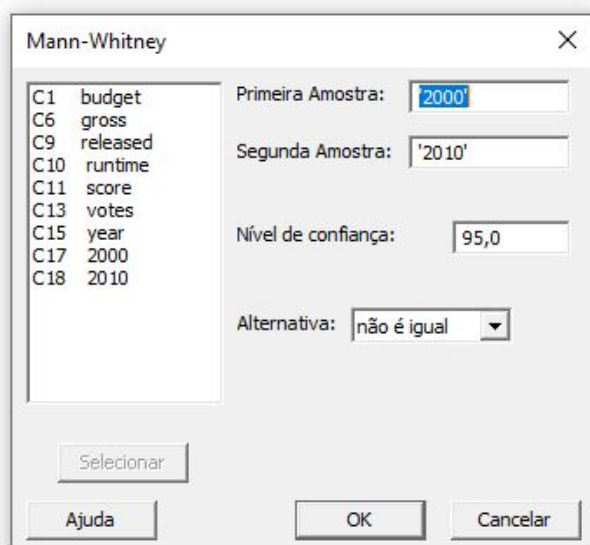 Mann-Whitney
C1 budget
C6 gross
C9 released
C10 runtime
C11 score
C13 votes
C15 year
C17 2000
C18 2010
Primeira Amostra: '2000'
Segunda Amostra: '2010'
Nível de confiança: 95,0
Alternativa: não é igual
Selecionar
Ajuda OK Cancelar